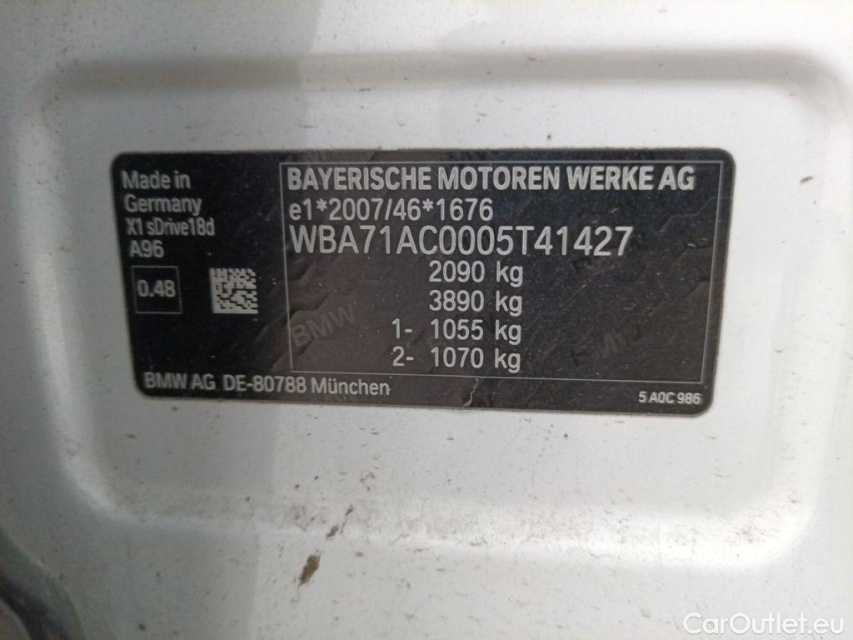 Made in
Germany
X1 sDrive18d
A96
0.48
BAYERISCHE MOTOREN WERKE AG
e1*2007/46*1676
WBA71AC0005T41427
2090 kg
3890 kg
1- 1055 kg
2- 1070 kg
BMW
BMW
BMW AG DE-80788 München
5 A0C 986
CarOutlet.eu